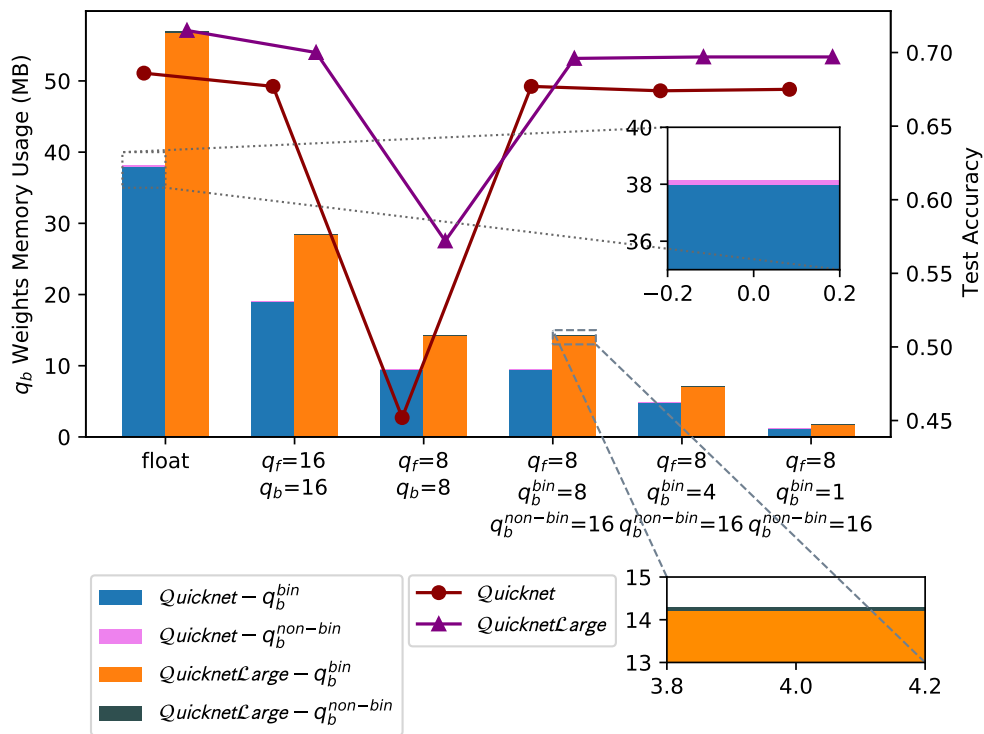 q_b Weights Memory Usage (MB)
50
40
30
20
10
0
Test Accuracy
0.70
0.65
0.60
0.55
0.50
0.45
40
38
36
−0.2 0.0 0.2
float
q_f=16
q_b=16
q_f=8
q_b=8
q_f=8
q_b^{bin}=8
q_b^{non−bin}=16
q_f=8
q_b^{bin}=4
q_b^{non−bin}=16
q_f=8
q_b^{bin}=1
q_b^{non−bin}=16
15
14
13
3.8 4.0 4.2
Quicknet − q_b^{bin}
Quicknet − q_b^{non−bin}
QuicknetLarge − q_b^{bin}
QuicknetLarge − q_b^{non−bin}
Quicknet
QuicknetLarge